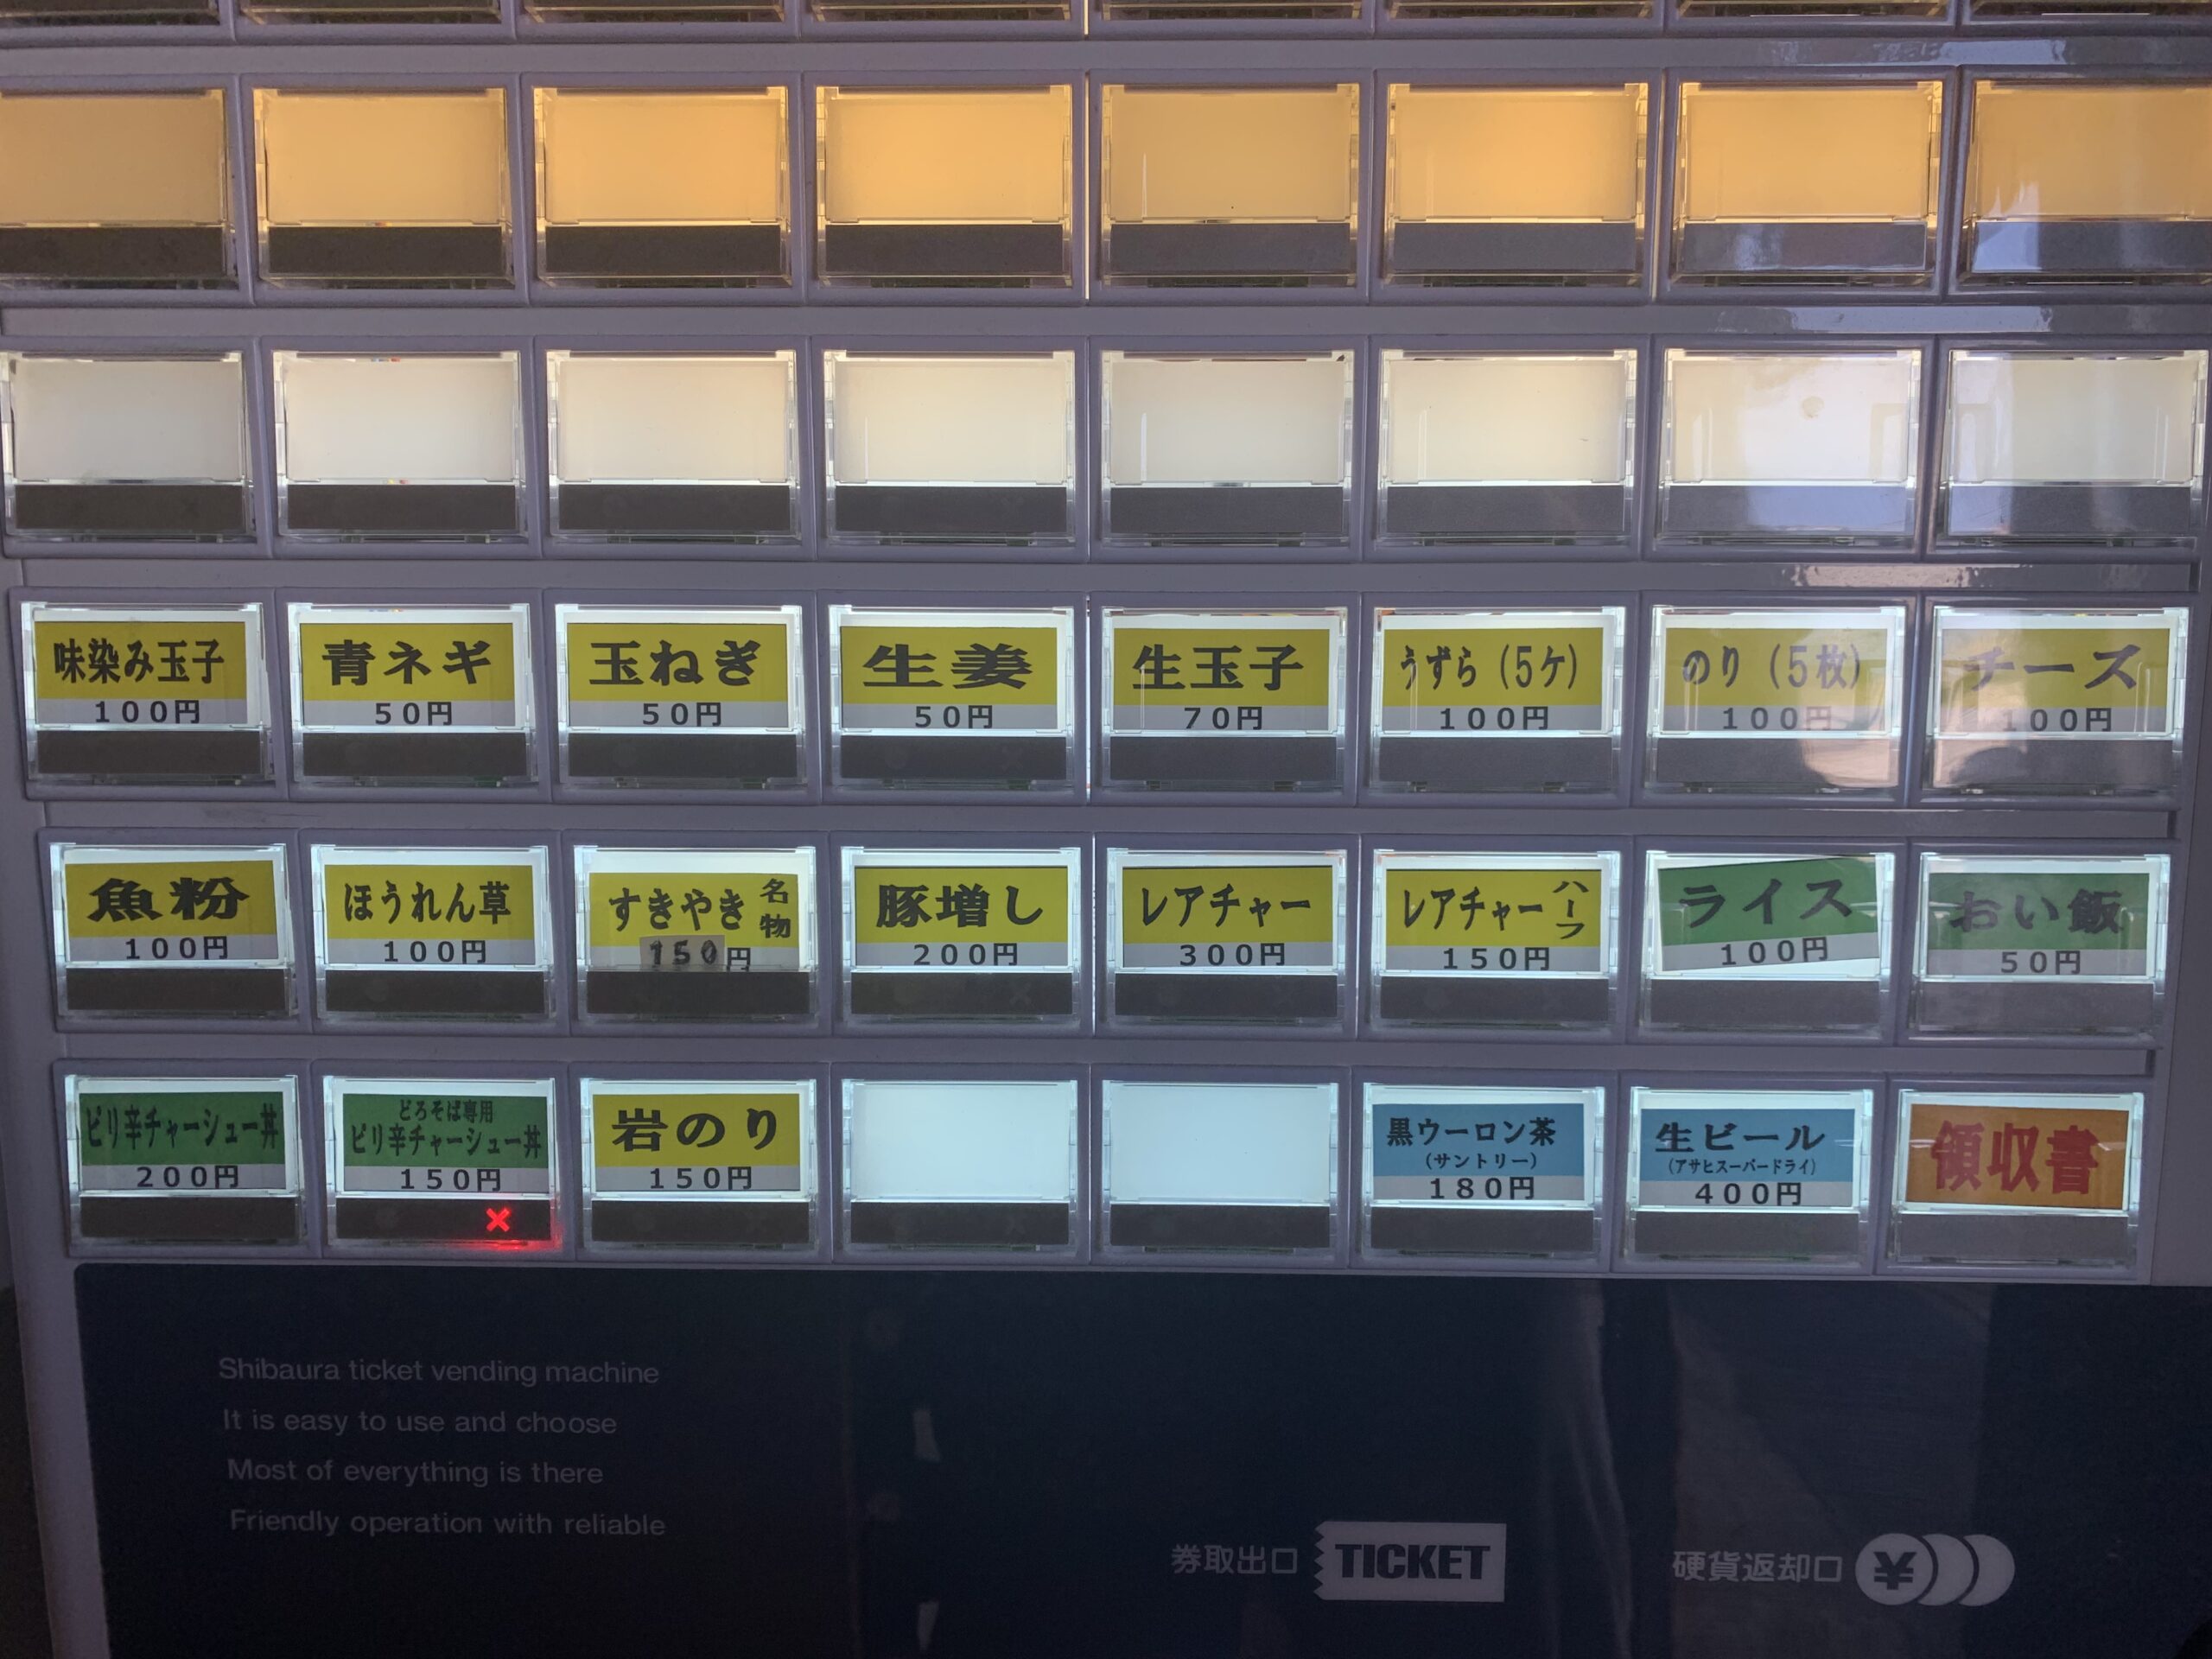 味染み玉子
100円
青ネギ
50円
玉ねぎ
50円
生姜
50円
生玉子
70円
うずら（5ケ）
100円
のり（5枚）
100円
チーズ
100円
魚粉
100円
ほうれん草
100円
すきやき
名物
150円
豚増し
200円
レアチャー
300円
レアチャー
ハーフ
150円
ライス
100円
おい飯
50円
ピリ辛チャーシュー丼
200円
どろそば専用
ピリ辛チャーシュー丼
150円
×
岩のり
150円
黒ウーロン茶
（サントリー）
180円
生ビール
（アサヒスーパードライ）
400円
領収書
Shibaura ticket vending machine
It is easy to use and choose
Most of everything is there
Friendly operation with reliable
券取出口
TICKET
硬貨返却口
¥